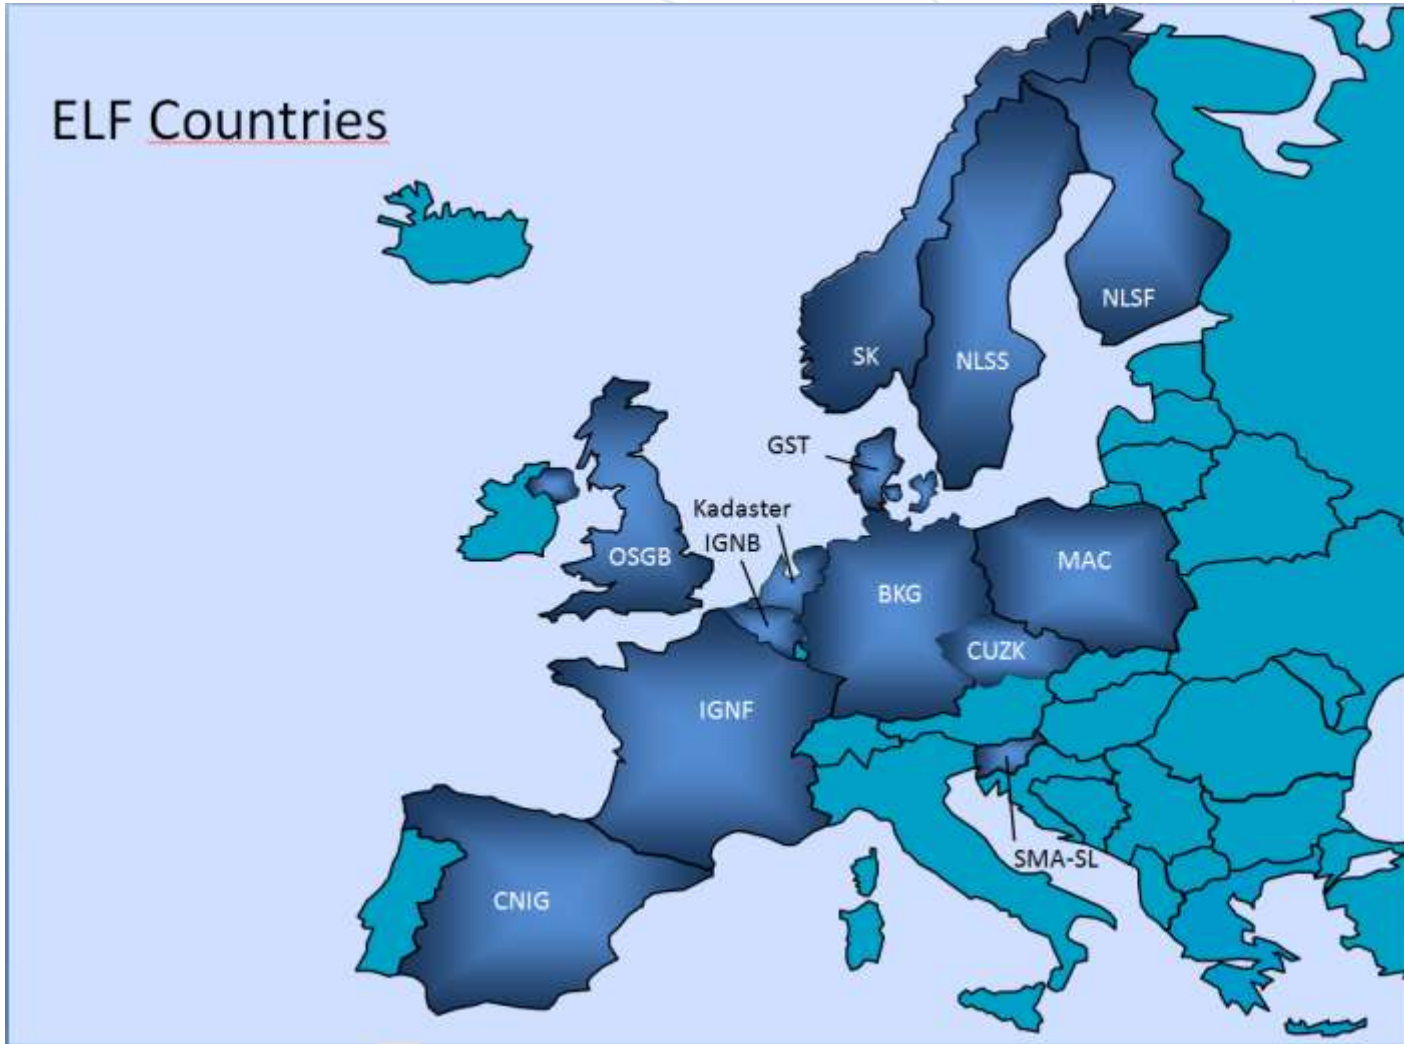 ELF Countries
NLSF
SK
NLSS
GST
Kadaster
IGNB
OSGB
MAC
BKG
CUZK
IGNF
SMA-SL
CNIG